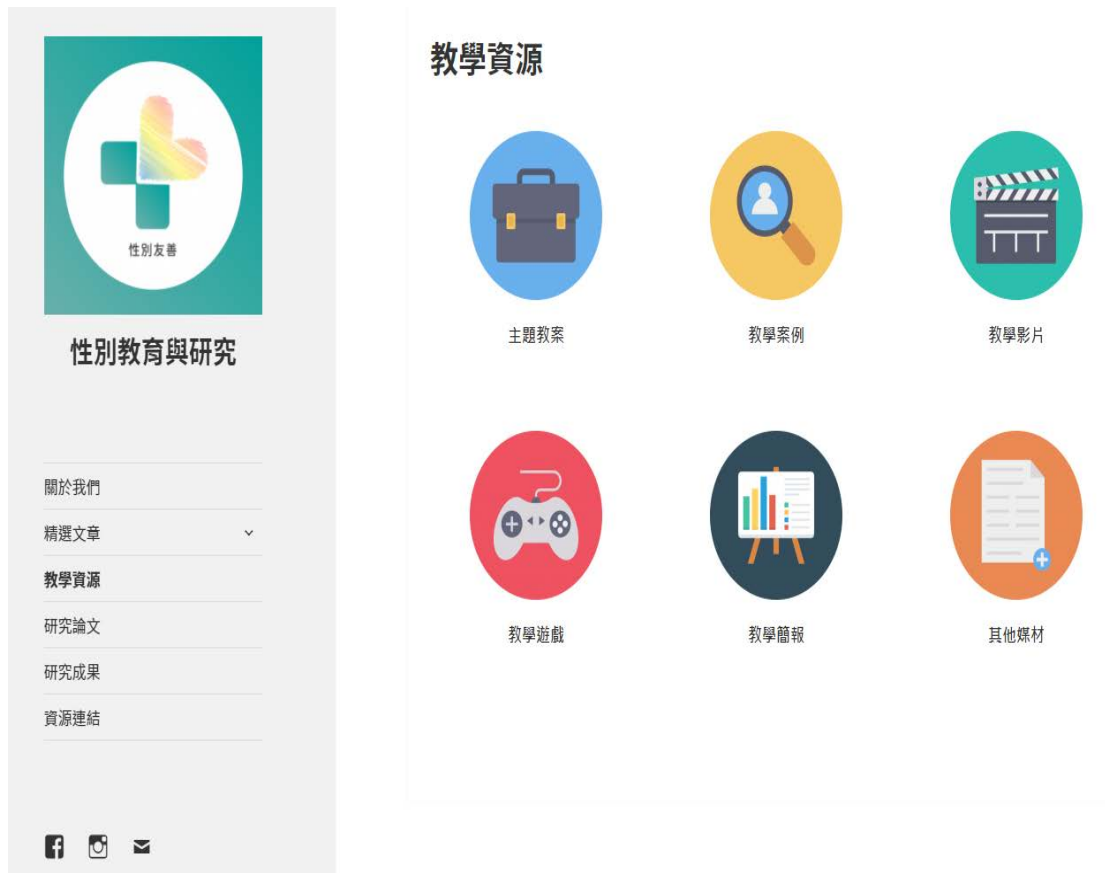 性別友善
性別教育與研究
關於我們
精選文章
教學資源
研究論文
研究成果
資源連結
教學資源
主題教案
教學案例
教學影片
教學遊戲
教學簡報
其他媒材